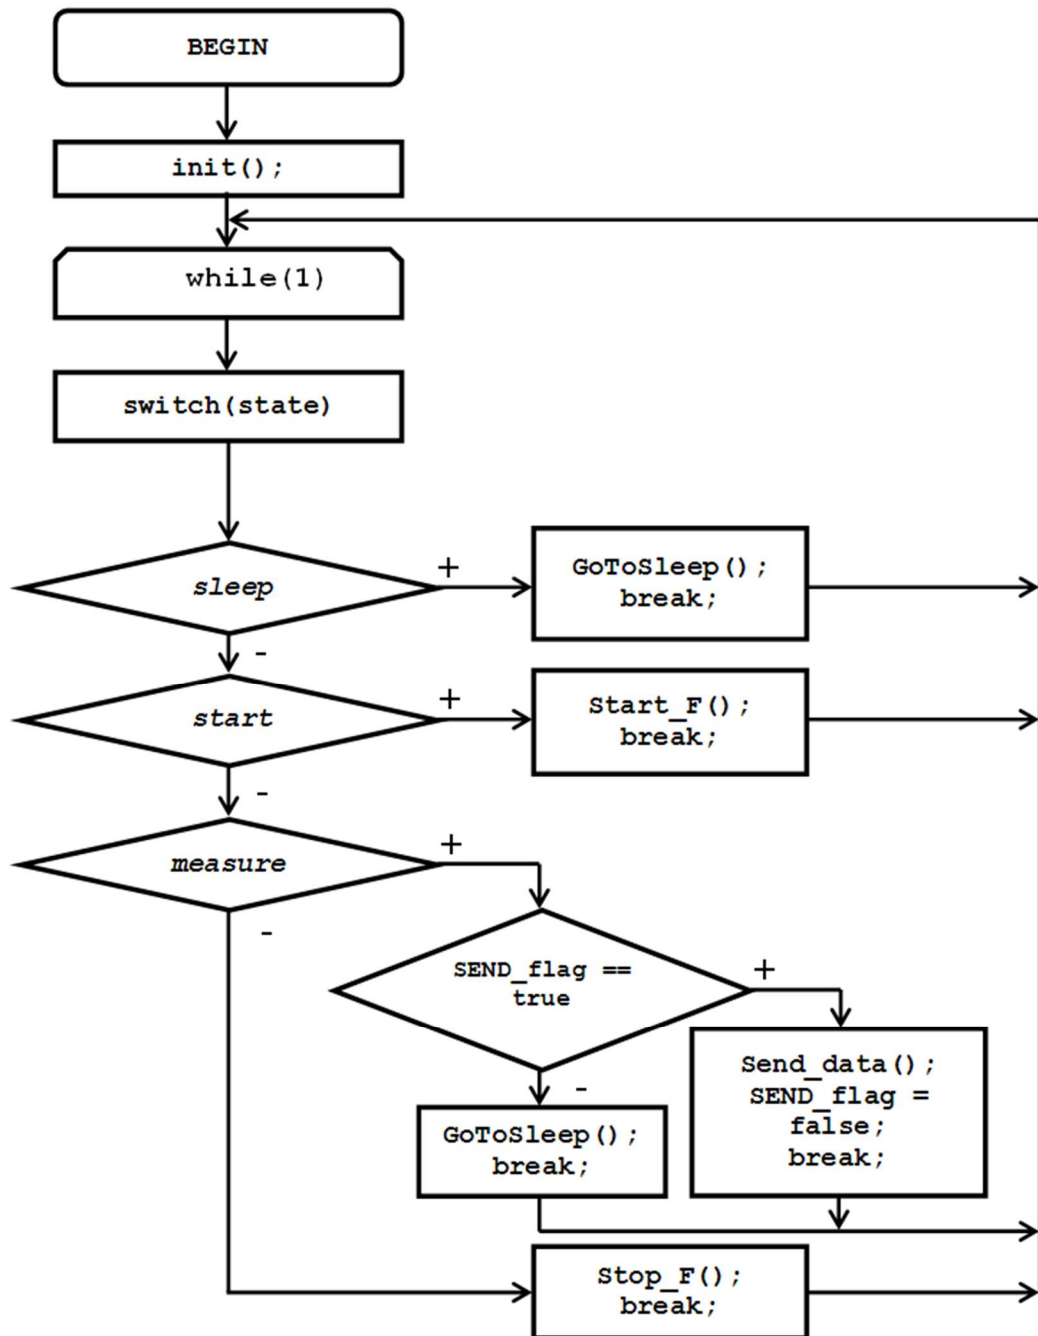 BEGIN
init();
while(1)
switch(state)
sleep
+
GoToSleep();
break;
-
start
+
Start_F();
break;
-
measure
+
-
SEND_flag ==
true
+
Send_data();
SEND_flag =
false;
break;
-
GoToSleep();
break;
Stop_F();
break;